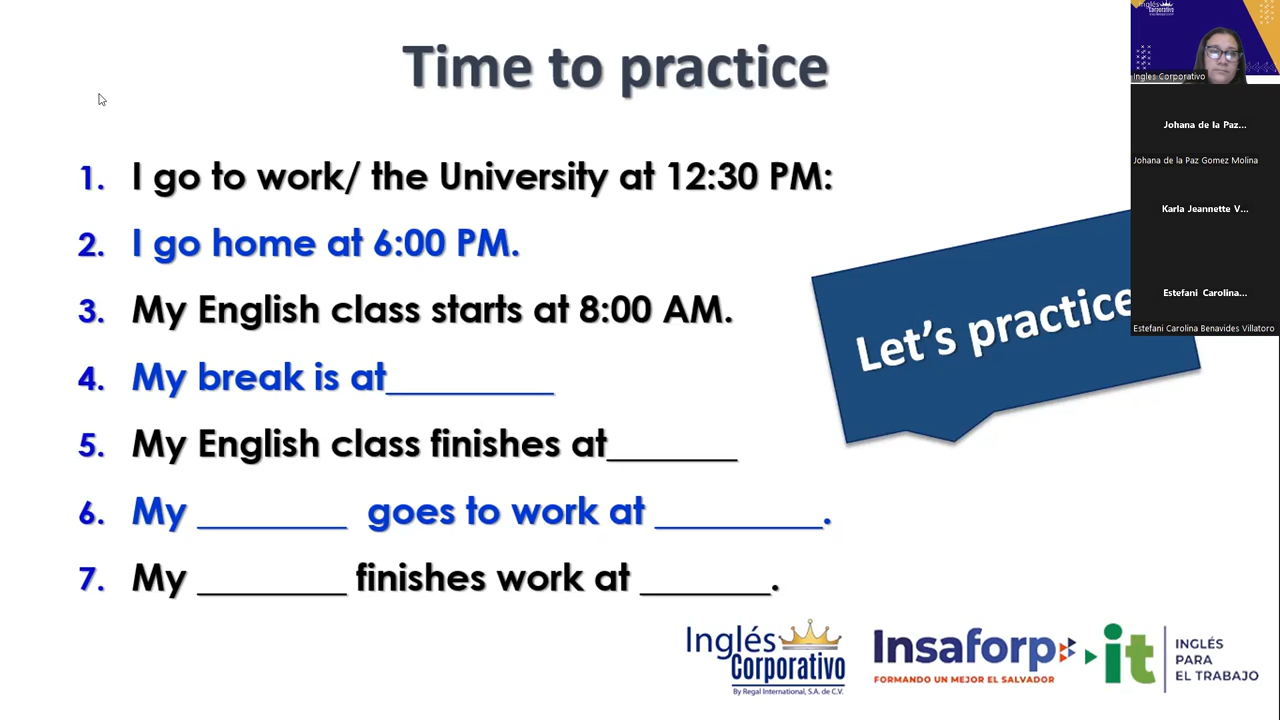 Time to practice
1. I go to work/ the University at 12:30 PM:
2. I go home at 6:00 PM.
3. My English class starts at 8:00 AM.
4. My break is at_________
5. My English class finishes at_______
6. My ________ goes to work at _________.
7. My ________ finishes work at _______.
Let's practice
Inglés
Corporativo
By Regal International, S.A. de C.V.
Insaforp
FORMANDO UN MEJOR EL SALVADOR
it
INGLÉS
PARA
EL TRABAJO
Inglés
Corporativo
Ingles Corporativo
Johana de la Paz...
Johana de la Paz Gomez Molina
Karla Jeannette V...
Estefani Carolina...
Estefani Carolina Benavides Villatoro